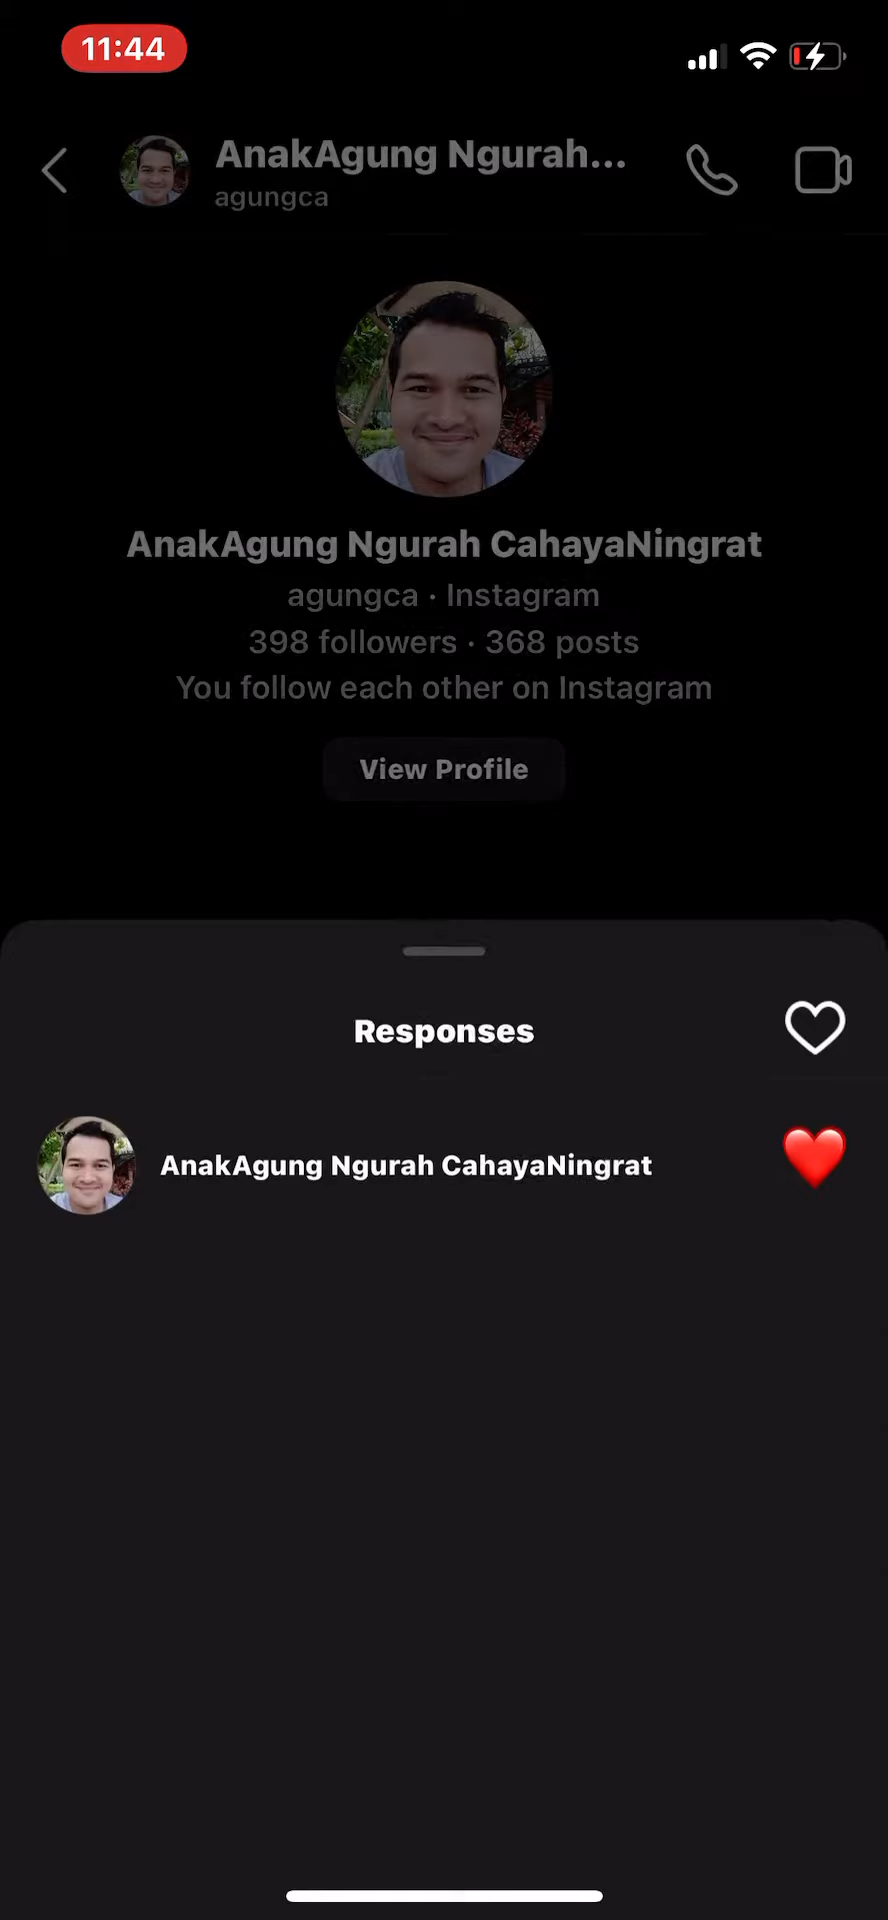 11:44
AnakAgung Ngurah...
agungca
AnakAgung Ngurah CahayaNingrat
agungca · Instagram
398 followers · 368 posts
You follow each other on Instagram
View Profile
Responses
AnakAgung Ngurah CahayaNingrat